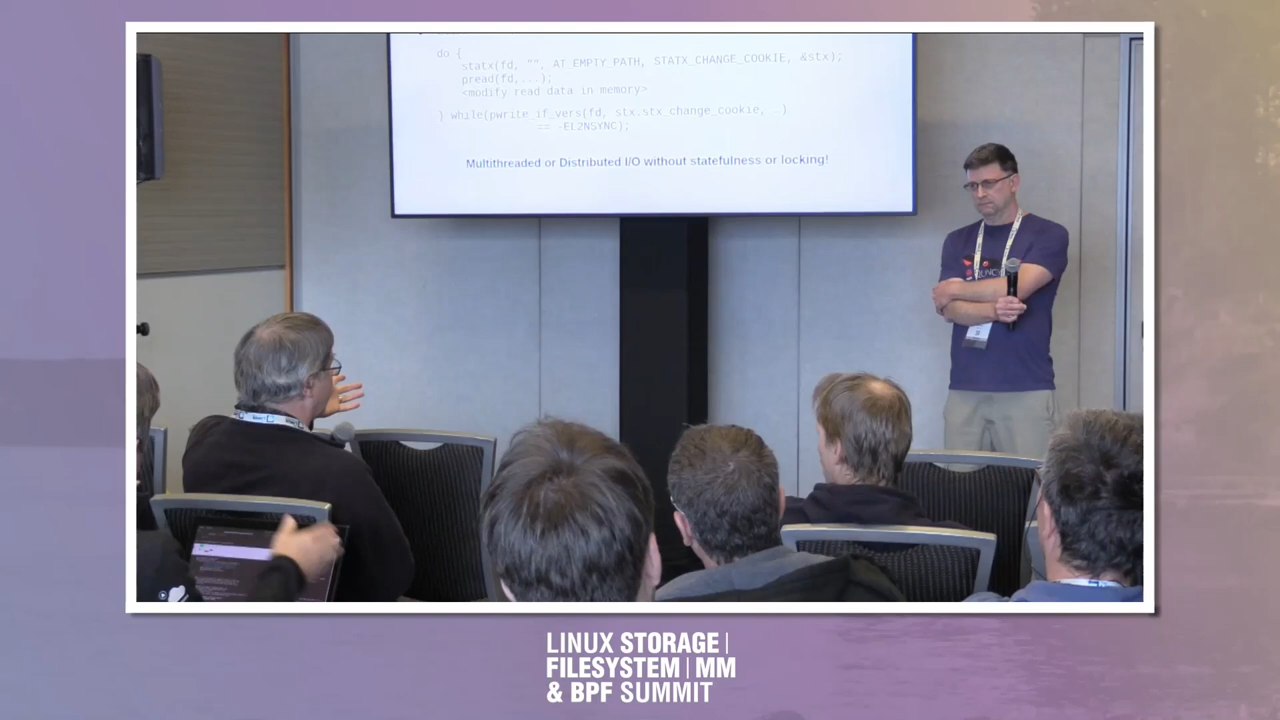 do {
statx(fd, "", AT_EMPTY_PATH, STATX_CHANGE_COOKIE, &stx);
pread(fd,...);
<modify read data in memory>
} while(pwrite_if_vers(fd, stx.stx_change_cookie, ..)
== -EL2NSYNC);
Multithreaded or Distributed I/O without statefulness or locking!
LINUX STORAGE |
FILESYSTEM | MM
& BPF SUMMIT